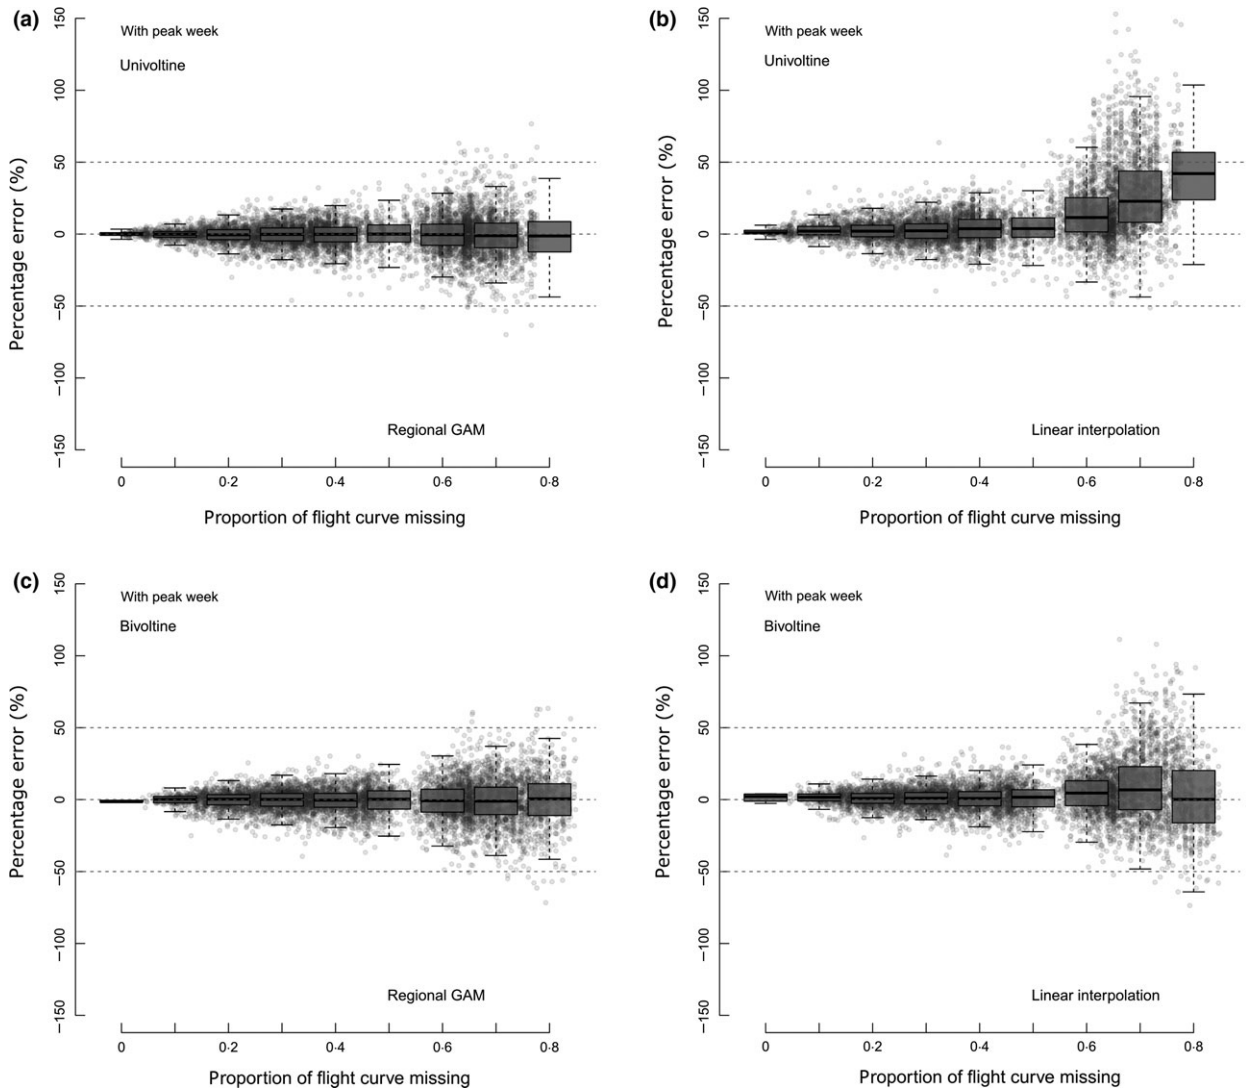 (a)
With peak week
Univoltine
Percentage error (%)
150
100
50
0
−50
−100
−150
Regional GAM
0 0·2 0·4 0·6 0·8
Proportion of flight curve missing
(b)
With peak week
Univoltine
Percentage error (%)
150
100
50
0
−50
−100
−150
Linear interpolation
0 0·2 0·4 0·6 0·8
Proportion of flight curve missing
(c)
With peak week
Bivoltine
Percentage error (%)
150
100
50
0
−50
−100
−150
Regional GAM
0 0·2 0·4 0·6 0·8
Proportion of flight curve missing
(d)
With peak week
Bivoltine
Percentage error (%)
150
100
50
0
−50
−100
−150
Linear interpolation
0 0·2 0·4 0·6 0·8
Proportion of flight curve missing